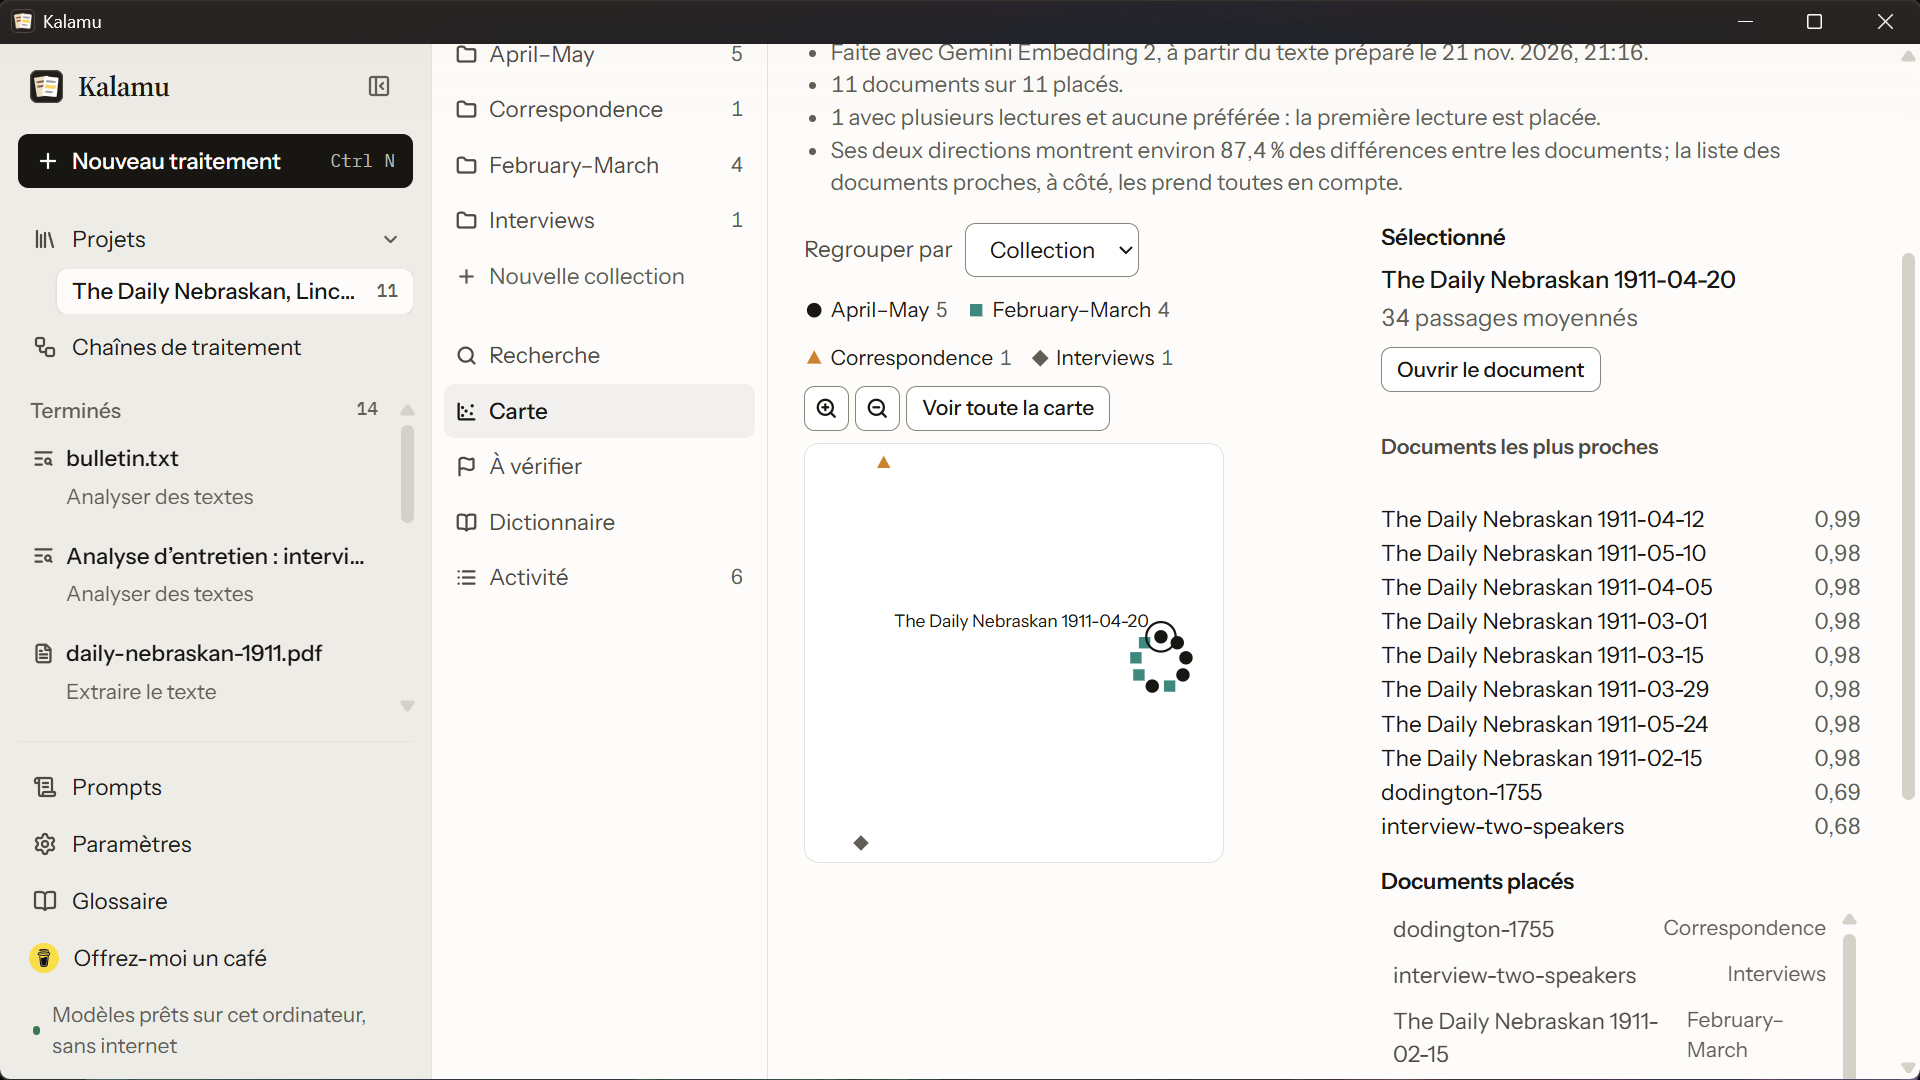 Kalamu
Kalamu
Nouveau traitement Ctrl N
Projets
The Daily Nebraskan, Linc... 11
Chaînes de traitement
Terminés 14
bulletin.txt
Analyser des textes
Analyse d’entretien : intervi...
Analyser des textes
daily-nebraskan-1911.pdf
Extraire le texte
Prompts
Paramètres
Glossaire
Offrez-moi un café
Modèles prêts sur cet ordinateur,
sans internet
April–May 5
Correspondence 1
February–March 4
Interviews 1
Nouvelle collection
Recherche
Carte
À vérifier
Dictionnaire
Activité 6
Faite avec Gemini Embedding 2, à partir du texte préparé le 21 nov. 2026, 21:16.
11 documents sur 11 placés.
1 avec plusieurs lectures et aucune préférée : la première lecture est placée.
Ses deux directions montrent environ 87,4 % des différences entre les documents ; la liste des
documents proches, à côté, les prend toutes en compte.
Regrouper par Collection
April–May 5 February–March 4
Correspondence 1 Interviews 1
Voir toute la carte
The Daily Nebraskan 1911-04-20
Sélectionné
The Daily Nebraskan 1911-04-20
34 passages moyennés
Ouvrir le document
Documents les plus proches
The Daily Nebraskan 1911-04-12 0,99
The Daily Nebraskan 1911-05-10 0,98
The Daily Nebraskan 1911-04-05 0,98
The Daily Nebraskan 1911-03-01 0,98
The Daily Nebraskan 1911-03-15 0,98
The Daily Nebraskan 1911-03-29 0,98
The Daily Nebraskan 1911-05-24 0,98
The Daily Nebraskan 1911-02-15 0,98
dodington-1755 0,69
interview-two-speakers 0,68
Documents placés
dodington-1755 Correspondence
interview-two-speakers Interviews
The Daily Nebraskan 1911- February–
02-15 March